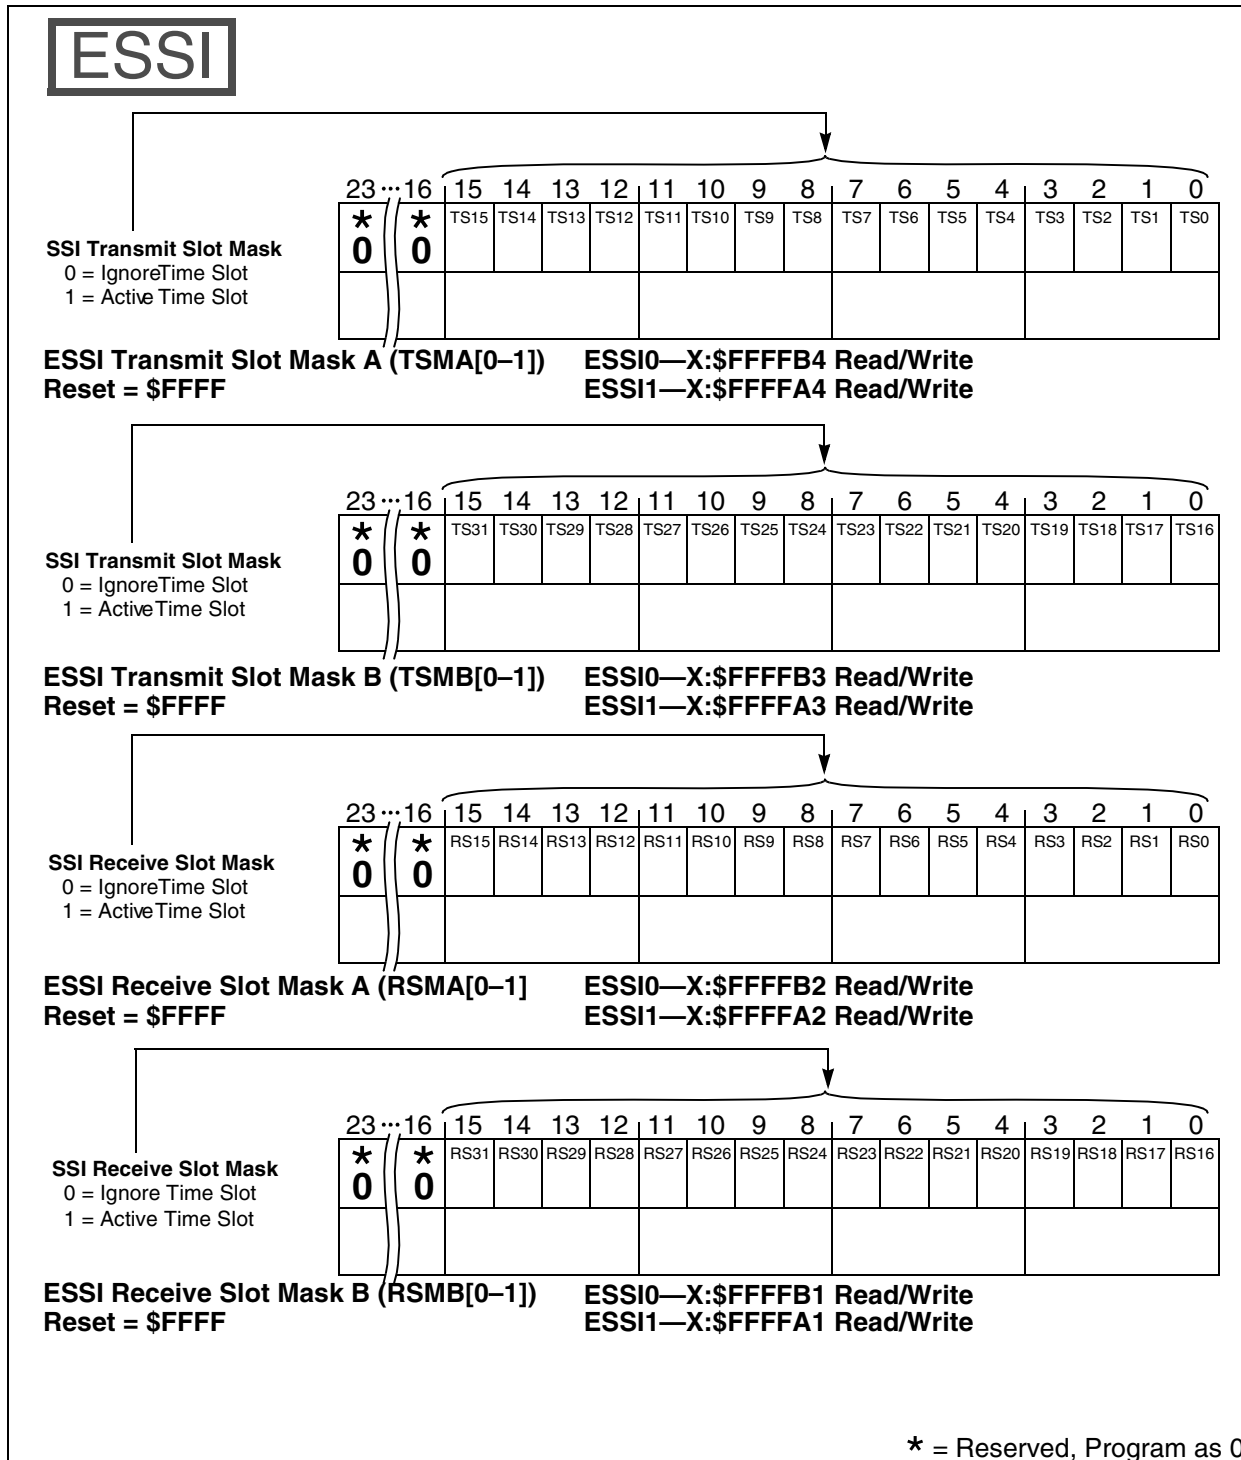 ESSI
23 ··· 16 15 14 13 12 11 10 9 8 7 6 5 4 3 2 1 0
* * TS15 TS14 TS13 TS12 TS11 TS10 TS9 TS8 TS7 TS6 TS5 TS4 TS3 TS2 TS1 TS0
0 0
SSI Transmit Slot Mask
0 = IgnoreTime Slot
1 = Active Time Slot
ESSI Transmit Slot Mask A (TSMA[0–1]) ESSI0—X:$FFFFB4 Read/Write
Reset = $FFFF ESSI1—X:$FFFFA4 Read/Write
23 ··· 16 15 14 13 12 11 10 9 8 7 6 5 4 3 2 1 0
* * TS31 TS30 TS29 TS28 TS27 TS26 TS25 TS24 TS23 TS22 TS21 TS20 TS19 TS18 TS17 TS16
0 0
SSI Transmit Slot Mask
0 = IgnoreTime Slot
1 = ActiveTime Slot
ESSI Transmit Slot Mask B (TSMB[0–1]) ESSI0—X:$FFFFB3 Read/Write
Reset = $FFFF ESSI1—X:$FFFFA3 Read/Write
23 ··· 16 15 14 13 12 11 10 9 8 7 6 5 4 3 2 1 0
* * RS15 RS14 RS13 RS12 RS11 RS10 RS9 RS8 RS7 RS6 RS5 RS4 RS3 RS2 RS1 RS0
0 0
SSI Receive Slot Mask
0 = IgnoreTime Slot
1 = ActiveTime Slot
ESSI Receive Slot Mask A (RSMA[0–1] ESSI0—X:$FFFFB2 Read/Write
Reset = $FFFF ESSI1—X:$FFFFA2 Read/Write
23 ··· 16 15 14 13 12 11 10 9 8 7 6 5 4 3 2 1 0
* * RS31 RS30 RS29 RS28 RS27 RS26 RS25 RS24 RS23 RS22 RS21 RS20 RS19 RS18 RS17 RS16
0 0
SSI Receive Slot Mask
0 = Ignore Time Slot
1 = Active Time Slot
ESSI Receive Slot Mask B (RSMB[0–1]) ESSI0—X:$FFFFB1 Read/Write
Reset = $FFFF ESSI1—X:$FFFFA1 Read/Write
* = Reserved, Program as 0